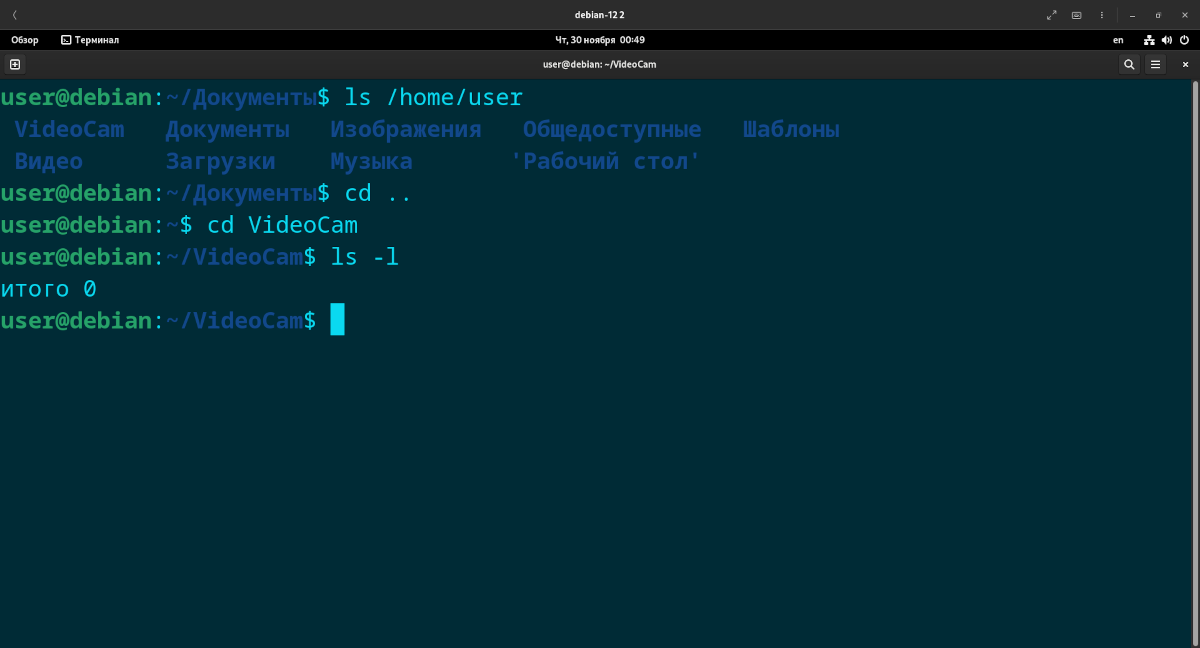 debian-12 2
Обзор Терминал Чт, 30 ноября 00:49 en
user@debian: ~/VideoCam
user@debian:~/Документы$ ls /home/user
VideoCam Документы Изображения Общедоступные Шаблоны
Видео Загрузки Музыка 'Рабочий стол'
user@debian:~/Документы$ cd ..
user@debian:~$ cd VideoCam
user@debian:~/VideoCam$ ls -l
итого 0
user@debian:~/VideoCam$